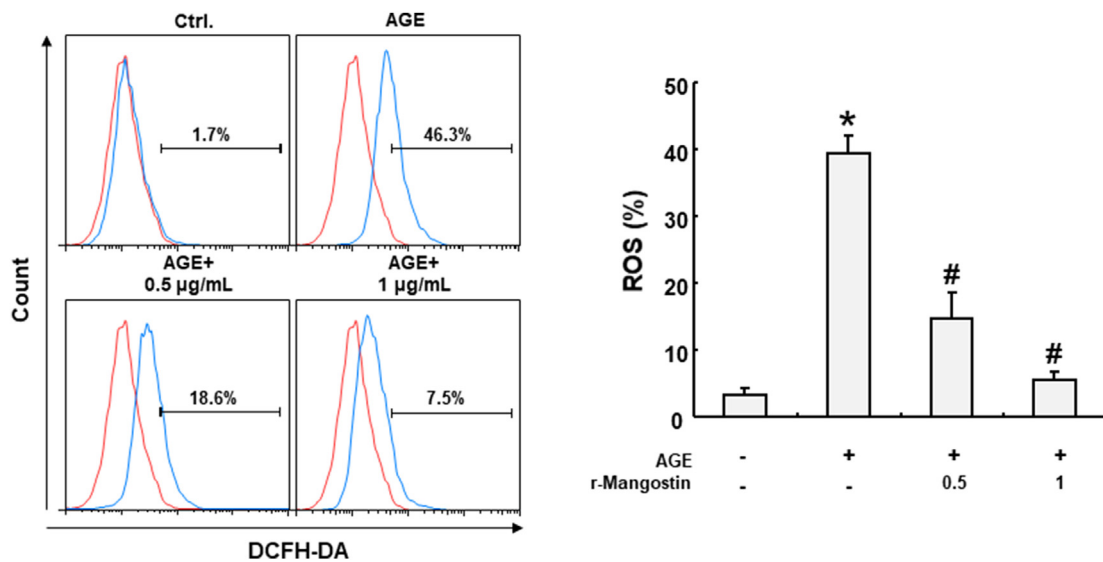 Ctrl.
AGE
1.7%
46.3%
AGE+
0.5 µg/mL
AGE+
1 µg/mL
18.6%
7.5%
Count
DCFH-DA
ROS (%)
50
40
30
20
10
0
*
#
#
AGE - + + +
r-Mangostin - - 0.5 1